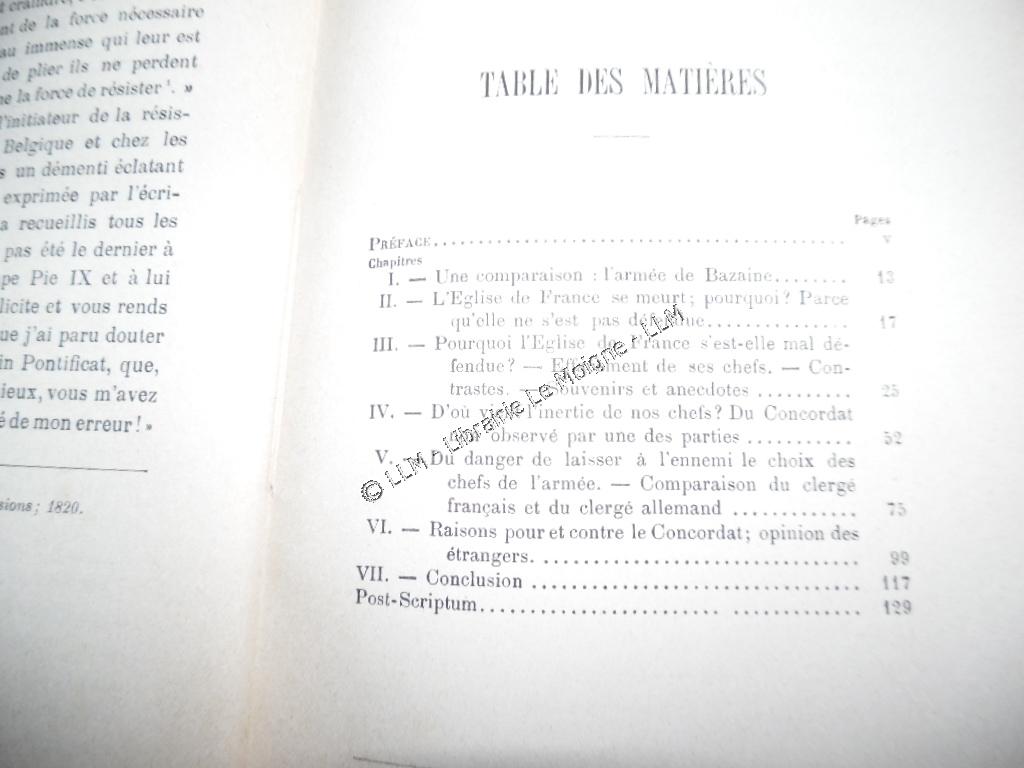 nt de la force nécessaire
au immense qui leur est
de plier ils ne perdent
la force de résister¹. »
l'initiateur de la résis-
Belgique et chez les
s un démenti éclatant
exprimée par l'écri-
a recueillis tous les
pas été le dernier à
pe Pie IX et à lui
licite et vous rends
ue j'ai paru douter
in Pontificat, que,
ieux, vous m'avez
é de mon erreur! »
sions; 1820.
TABLE DES MATIÈRES
Pages
PRÉFACE........................................ v
Chapitres
I. — Une comparaison : l'armée de Bazaine........ 13
II. — L'Eglise de France se meurt; pourquoi? Parce
qu'elle ne s'est pas défendue............... 17
III. — Pourquoi l'Eglise de France s'est-elle mal dé-
fendue? — Effacement de ses chefs. — Con-
trastes. — Souvenirs et anecdotes .......... 25
IV. — D'où vient l'inertie de nos chefs? Du Concordat
observé par une des parties ........... 52
V. — Du danger de laisser à l'ennemi le choix des
chefs de l'armée. — Comparaison du clergé
français et du clergé allemand ............. 75
VI. — Raisons pour et contre le Concordat; opinion des
étrangers................................. 99
VII. — Conclusion ................................. 117
Post-Scriptum...................................... 129
© LLM - Librairie Le Moigne - LLM